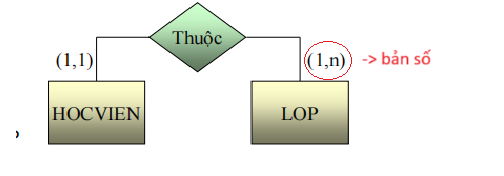 Thuộc
(1,1)
(1,n) -> bản số
HOCVIEN
LOP